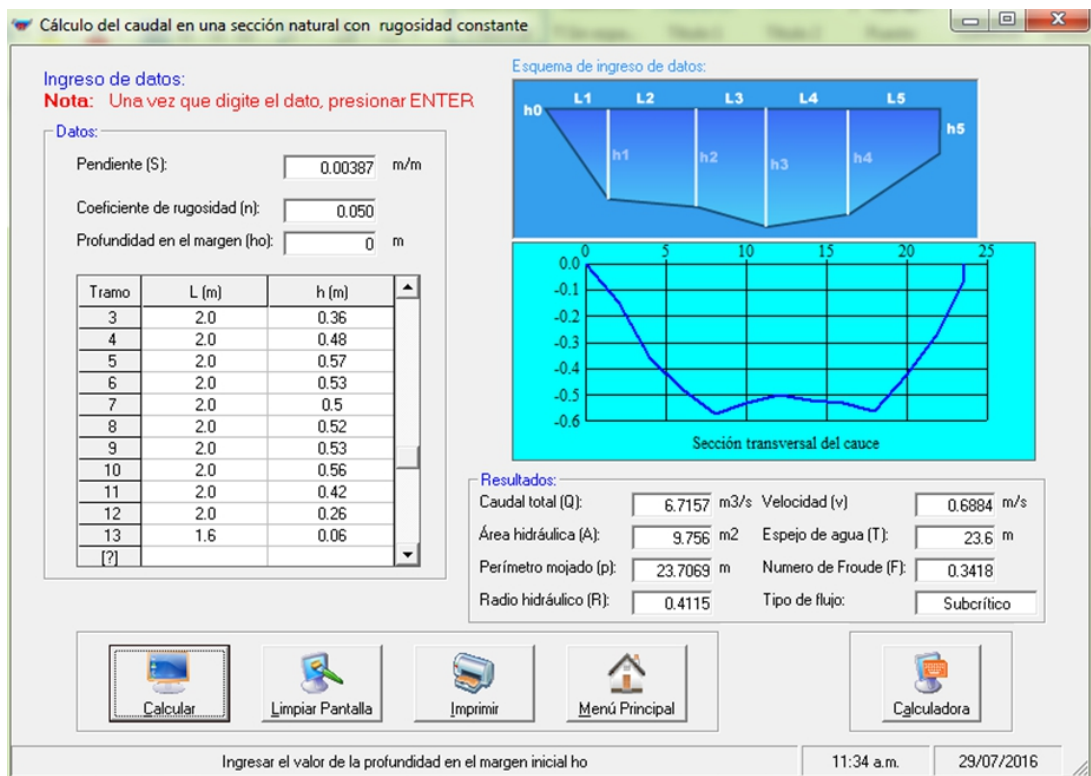 Cálculo del caudal en una sección natural con rugosidad constante
Ingreso de datos:
Nota: Una vez que digite el dato, presionar ENTER
Datos:
Pendiente (S): 0.00387 m/m
Coeficiente de rugosidad (n): 0.050
Profundidad en el margen (ho): 0 m
Tramo L (m) h (m)
3 2.0 0.36
4 2.0 0.48
5 2.0 0.57
6 2.0 0.53
7 2.0 0.5
8 2.0 0.52
9 2.0 0.53
10 2.0 0.56
11 2.0 0.42
12 2.0 0.26
13 1.6 0.06
[?]
Esquema de ingreso de datos:
h0 L1 L2 L3 L4 L5 h5
h1 h2 h3 h4
0 5 10 15 20 25
0.0
-0.1
-0.2
-0.3
-0.4
-0.5
-0.6
Sección transversal del cauce
Resultados:
Caudal total (Q): 6.7157 m3/s Velocidad (v) 0.6884 m/s
Área hidráulica (A): 9.756 m2 Espejo de agua (T): 23.6 m
Perímetro mojado (p): 23.7069 m Numero de Froude (F): 0.3418
Radio hidráulico (R): 0.4115 Tipo de flujo: Subcrítico
Calcular Limpiar Pantalla Imprimir Menú Principal Calculadora
Ingresar el valor de la profundidad en el margen inicial ho 11:34 a.m. 29/07/2016